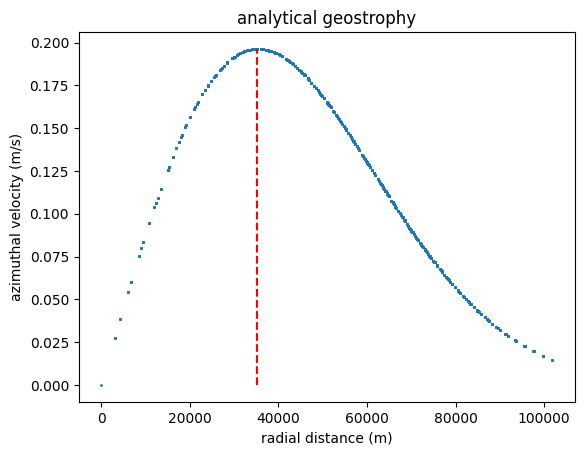 analytical geostrophy
azimuthal velocity (m/s)
0.200
0.175
0.150
0.125
0.100
0.075
0.050
0.025
0.000
0 20000 40000 60000 80000 100000
radial distance (m)